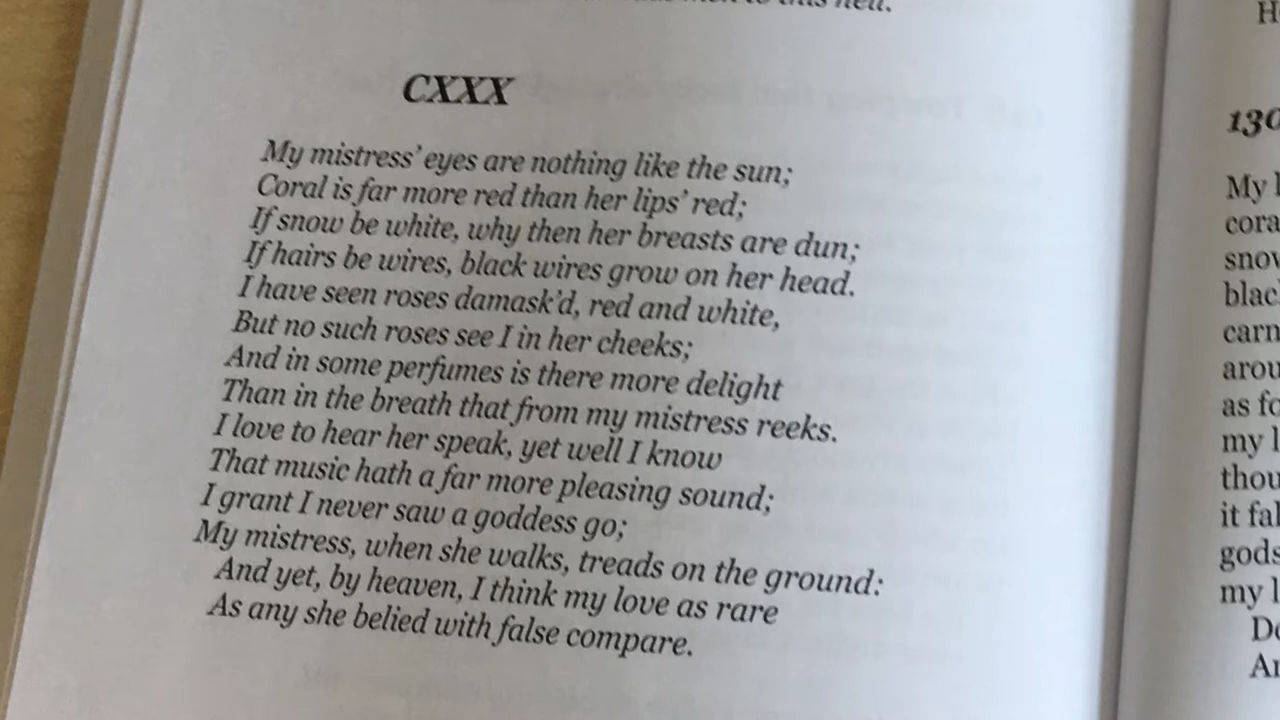 this hell.
CXXX
My mistress' eyes are nothing like the sun;
Coral is far more red than her lips' red;
If snow be white, why then her breasts are dun;
If hairs be wires, black wires grow on her head.
I have seen roses damask'd, red and white,
But no such roses see I in her cheeks;
And in some perfumes is there more delight
Than in the breath that from my mistress reeks.
I love to hear her speak, yet well I know
That music hath a far more pleasing sound;
I grant I never saw a goddess go;
My mistress, when she walks, treads on the ground:
And yet, by heaven, I think my love as rare
As any she belied with false compare.
130
My
cora
snow
blac
carn
arou
as fo
my l
thou
it fal
gods
my l
Do
An